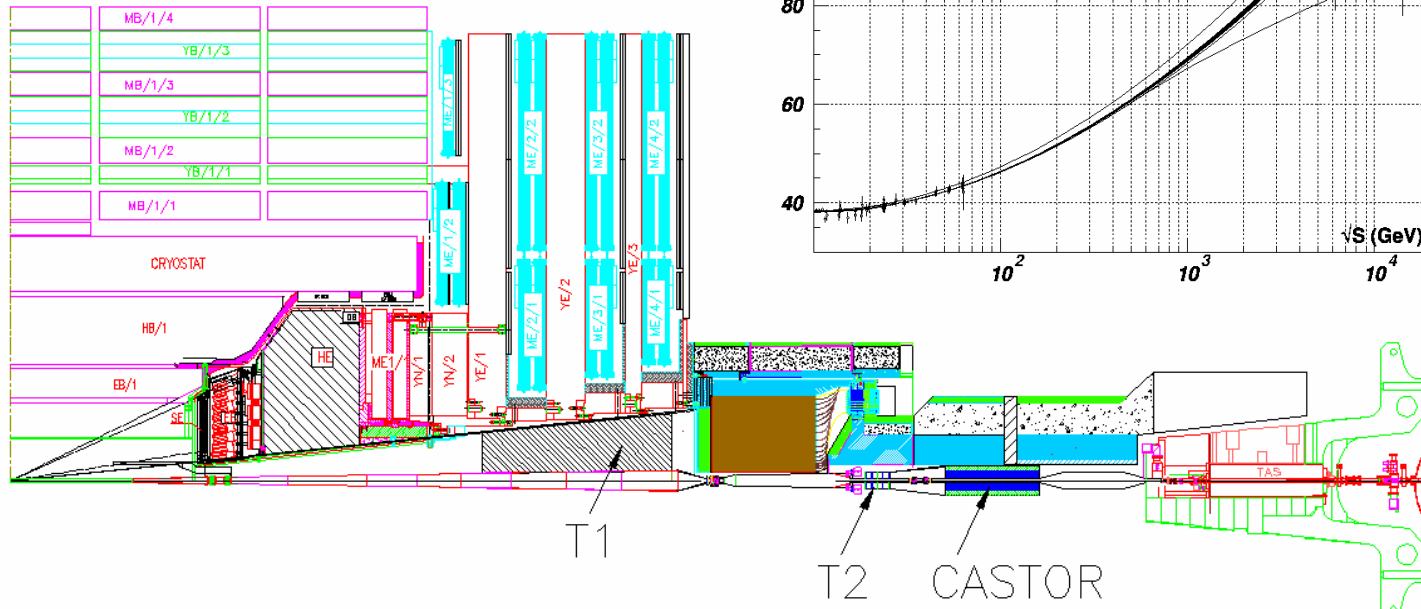 MB/1/4
YB/1/3
MB/1/3
YB/1/2
MB/1/2
YB/1/1
MB/1/1
CRYOSTAT
HB/1
EB/1
SE
HE
ME1/
YN/1
YN/2
YE/1
ME/1/3
ME/1/2
ME/2/2
ME/2/1
YE/2
ME/3/2
ME/3/1
YE/3
ME/4/2
ME/4/1
80
60
40
√S (GeV)
10²
10³
10⁴
TAS
T1
T2
CASTOR